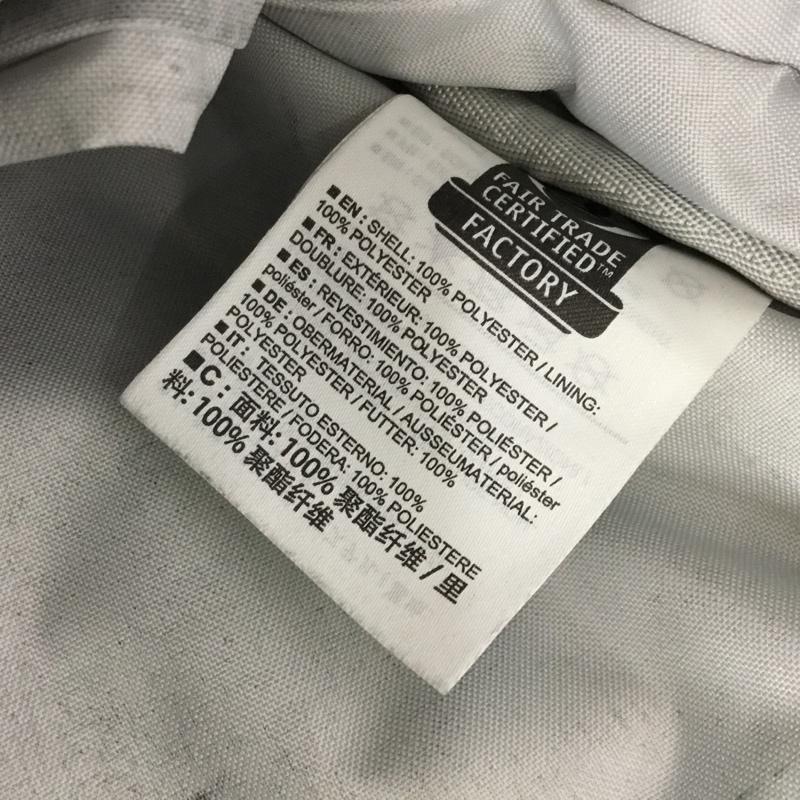 FAIR TRADE
CERTIFIED™
FACTORY
■ EN : SHELL: 100% POLYESTER / LINING:
100% POLYESTER
■ FR : EXTÉRIEUR: 100% POLYESTER /
DOUBLURE: 100% POLYESTER
■ ES : REVESTIMIENTO: 100% POLIÉSTER /
poliéster / FORRO: 100% POLIÉSTER / poliéster
■ DE : OBERMATERIAL / AUSSEUMATERIAL:
100% POLYESTER / FUTTER: 100%
POLYESTER
■ IT : TESSUTO ESTERNO: 100%
POLIESTERE / FODERA: 100% POLIESTERE
■ C : 面料: 100% 聚酯纤维 / 里
料: 100% 聚酯纤维